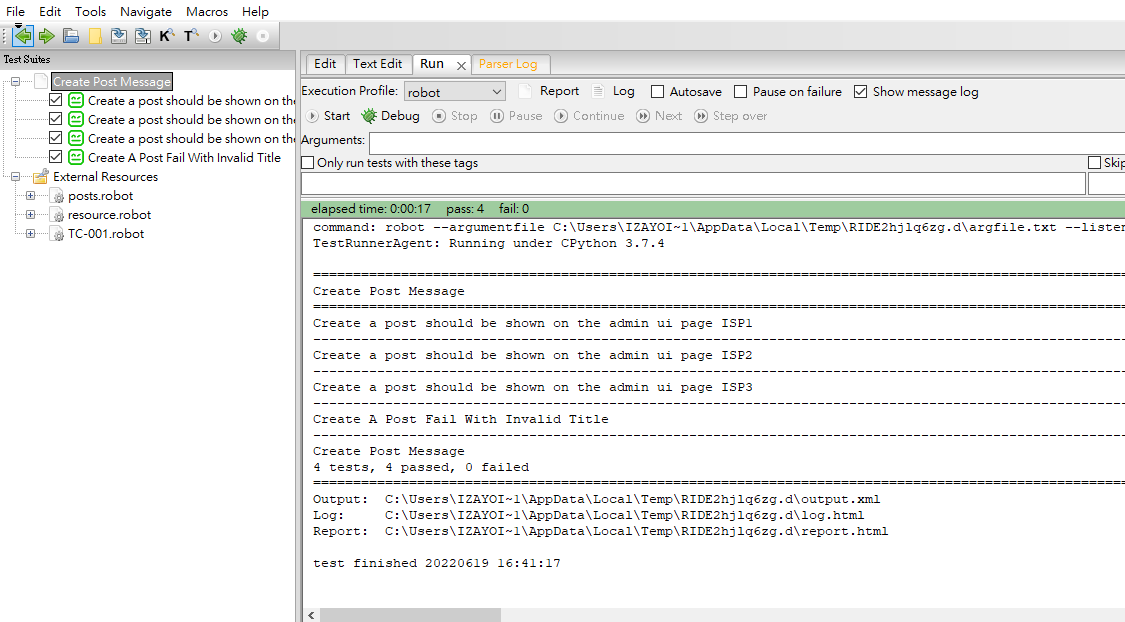 File Edit Tools Navigate Macros Help
K T
Test Suites
Create Post Message
Create a post should be shown on the
Create a post should be shown on the
Create a post should be shown on the
Create A Post Fail With Invalid Title
External Resources
posts.robot
resource.robot
TC-001.robot
Edit Text Edit Run Parser Log
Execution Profile: robot Report Log Autosave Pause on failure Show message log
Start Debug Stop Pause Continue Next Step over
Arguments:
Only run tests with these tags Skip
elapsed time: 0:00:17 pass: 4 fail: 0
command: robot --argumentfile C:\Users\IZAYOI~1\AppData\Local\Temp\RIDE2hjlq6zg.d\argfile.txt --listen
TestRunnerAgent: Running under CPython 3.7.4
==============================================================================
Create Post Message
==============================================================================
Create a post should be shown on the admin ui page ISP1
------------------------------------------------------------------------------
Create a post should be shown on the admin ui page ISP2
------------------------------------------------------------------------------
Create a post should be shown on the admin ui page ISP3
------------------------------------------------------------------------------
Create A Post Fail With Invalid Title
------------------------------------------------------------------------------
Create Post Message
4 tests, 4 passed, 0 failed
==============================================================================
Output: C:\Users\IZAYOI~1\AppData\Local\Temp\RIDE2hjlq6zg.d\output.xml
Log: C:\Users\IZAYOI~1\AppData\Local\Temp\RIDE2hjlq6zg.d\log.html
Report: C:\Users\IZAYOI~1\AppData\Local\Temp\RIDE2hjlq6zg.d\report.html
test finished 20220619 16:41:17